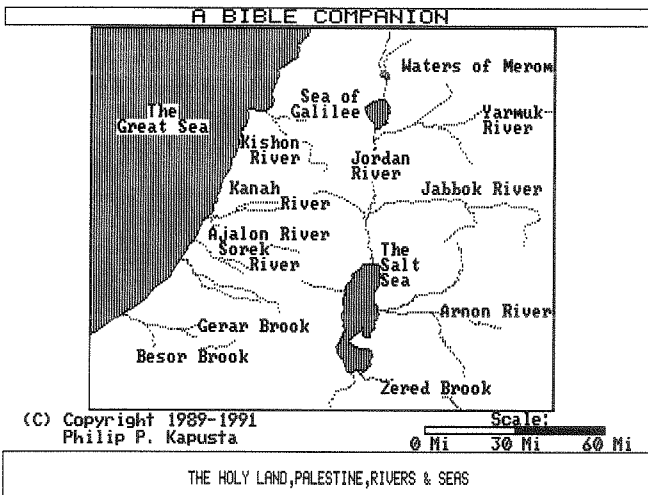 A BIBLE COMPANION
Waters of Merom
Sea of
Galilee
The
Great Sea
Yarmuk
River
Kishon
River
Jordan
River
Kanah
River
Jabbok River
Ajalon River
Sorek
River
The
Salt
Sea
Arnon River
Gerar Brook
Besor Brook
Zered Brook
(C) Copyright 1989-1991
Philip P. Kapusta
Scale:
0 Mi 30 Mi 60 Mi
THE HOLY LAND,PALESTINE,RIVERS & SEAS